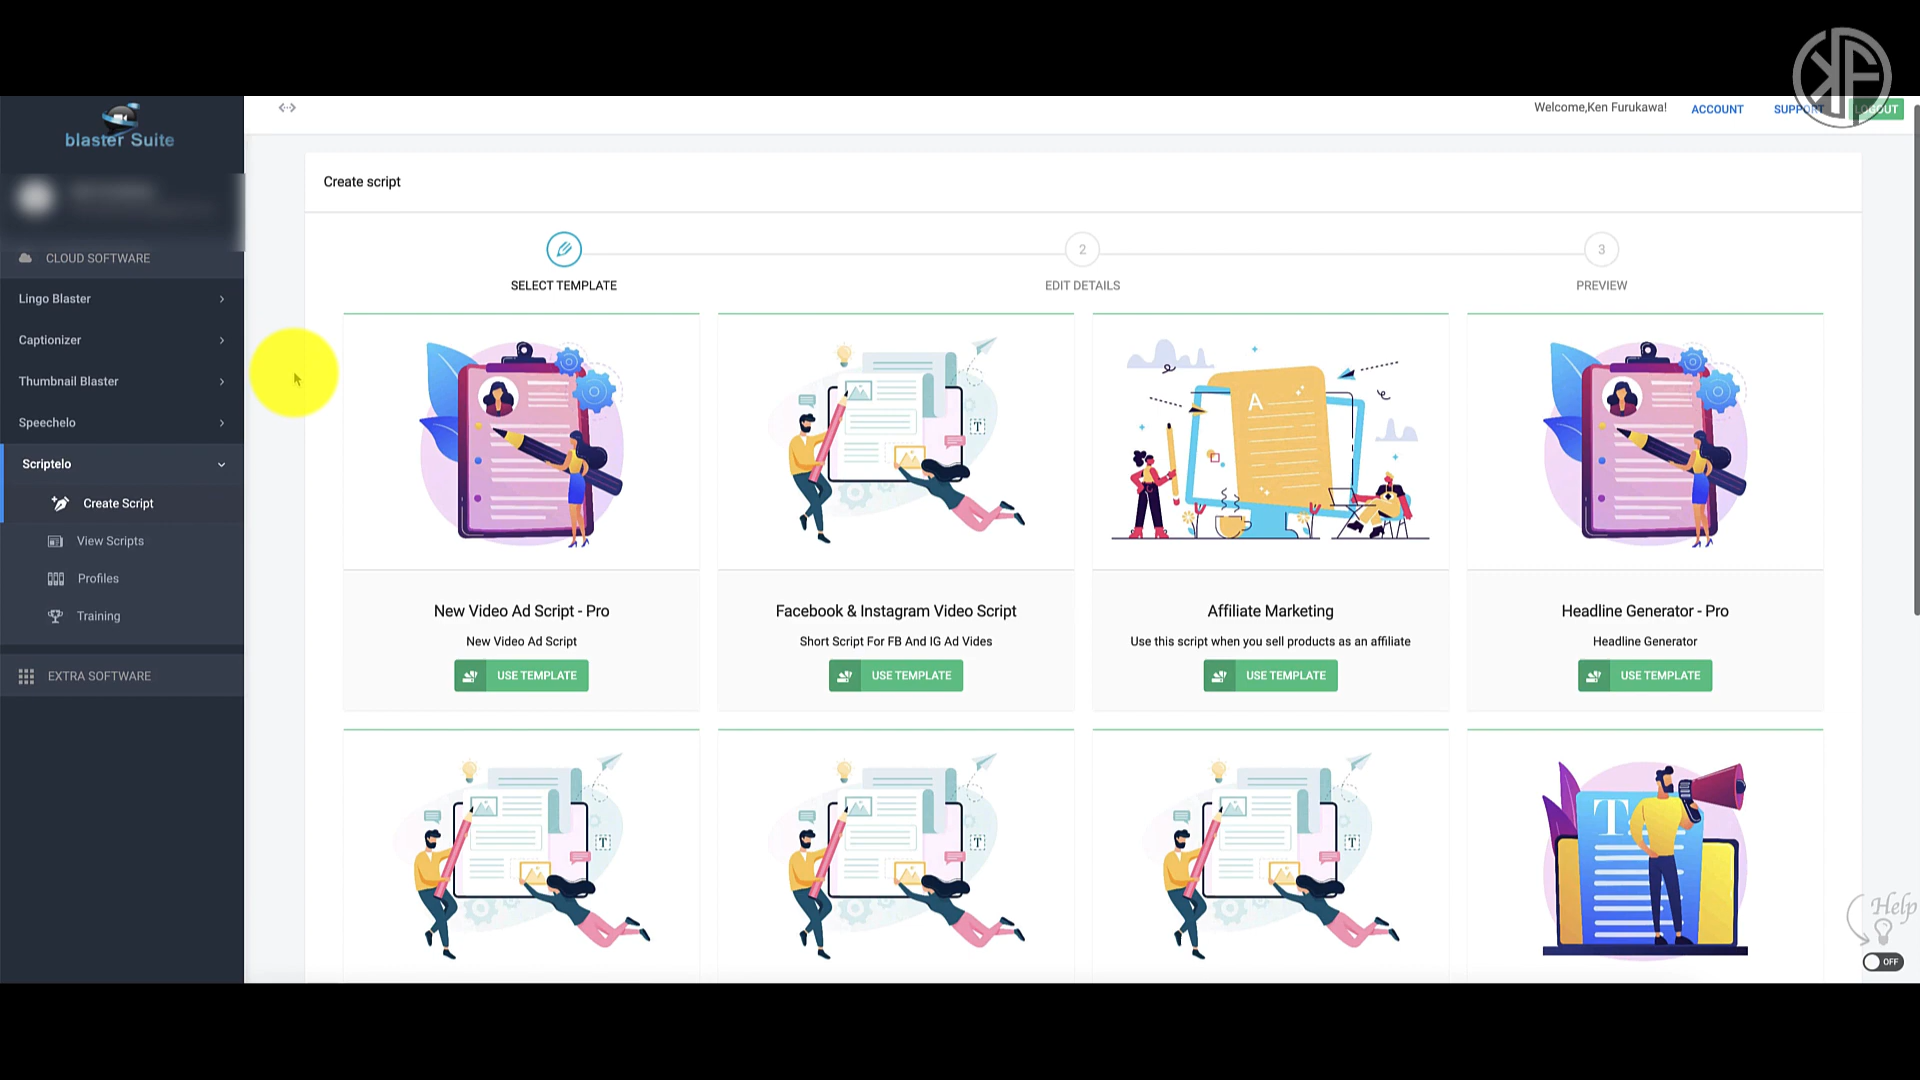 blaster Suite
Welcome,Ken Furukawa!
ACCOUNT
SUPPORT
LOGOUT
CLOUD SOFTWARE
Lingo Blaster
Captionizer
Thumbnail Blaster
Speechelo
Scriptelo
Create Script
View Scripts
Profiles
Training
EXTRA SOFTWARE
Create script
2
3
SELECT TEMPLATE
EDIT DETAILS
PREVIEW
T
A
New Video Ad Script - Pro
New Video Ad Script
USE TEMPLATE
Facebook & Instagram Video Script
Short Script For FB And IG Ad Vides
USE TEMPLATE
Affiliate Marketing
Use this script when you sell products as an affiliate
USE TEMPLATE
Headline Generator - Pro
Headline Generator
USE TEMPLATE
T
T
T
T
Help
OFF
KF